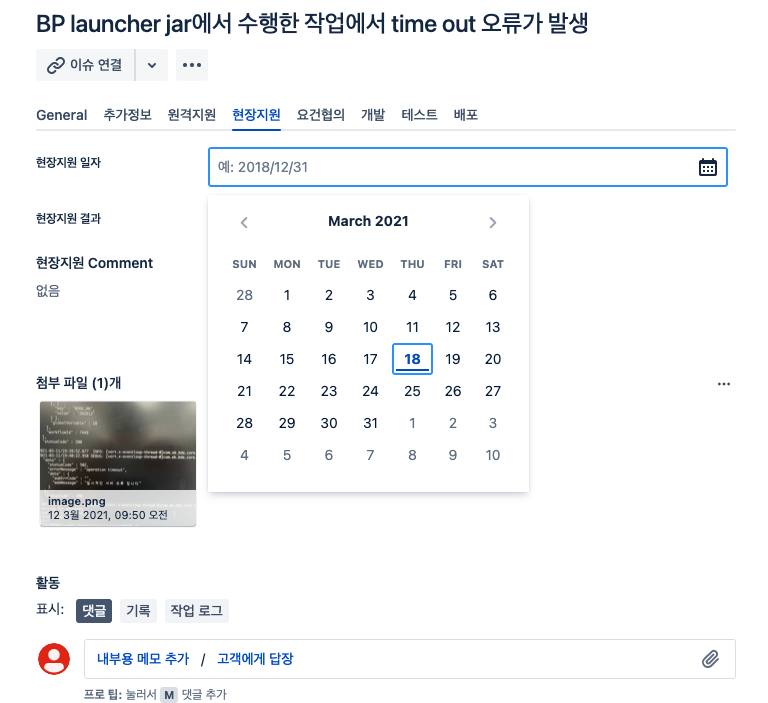 BP launcher jar에서 수행한 작업에서 time out 오류가 발생
이슈 연결
General 추가정보 원격지원 현장지원 요건협의 개발 테스트 배포
현장지원 일자
예: 2018/12/31
현장지원 결과
March 2021
SUN MON TUE WED THU FRI SAT
28 1 2 3 4 5 6
7 8 9 10 11 12 13
14 15 16 17 18 19 20
21 22 23 24 25 26 27
28 29 30 31 1 2 3
4 5 6 7 8 9 10
현장지원 Comment
없음
첨부 파일 (1)개
image.png
12 3월 2021, 09:50 오전
활동
표시: 댓글 기록 작업 로그
내부용 메모 추가 / 고객에게 답장
프로 팁: 눌러서 M 댓글 추가